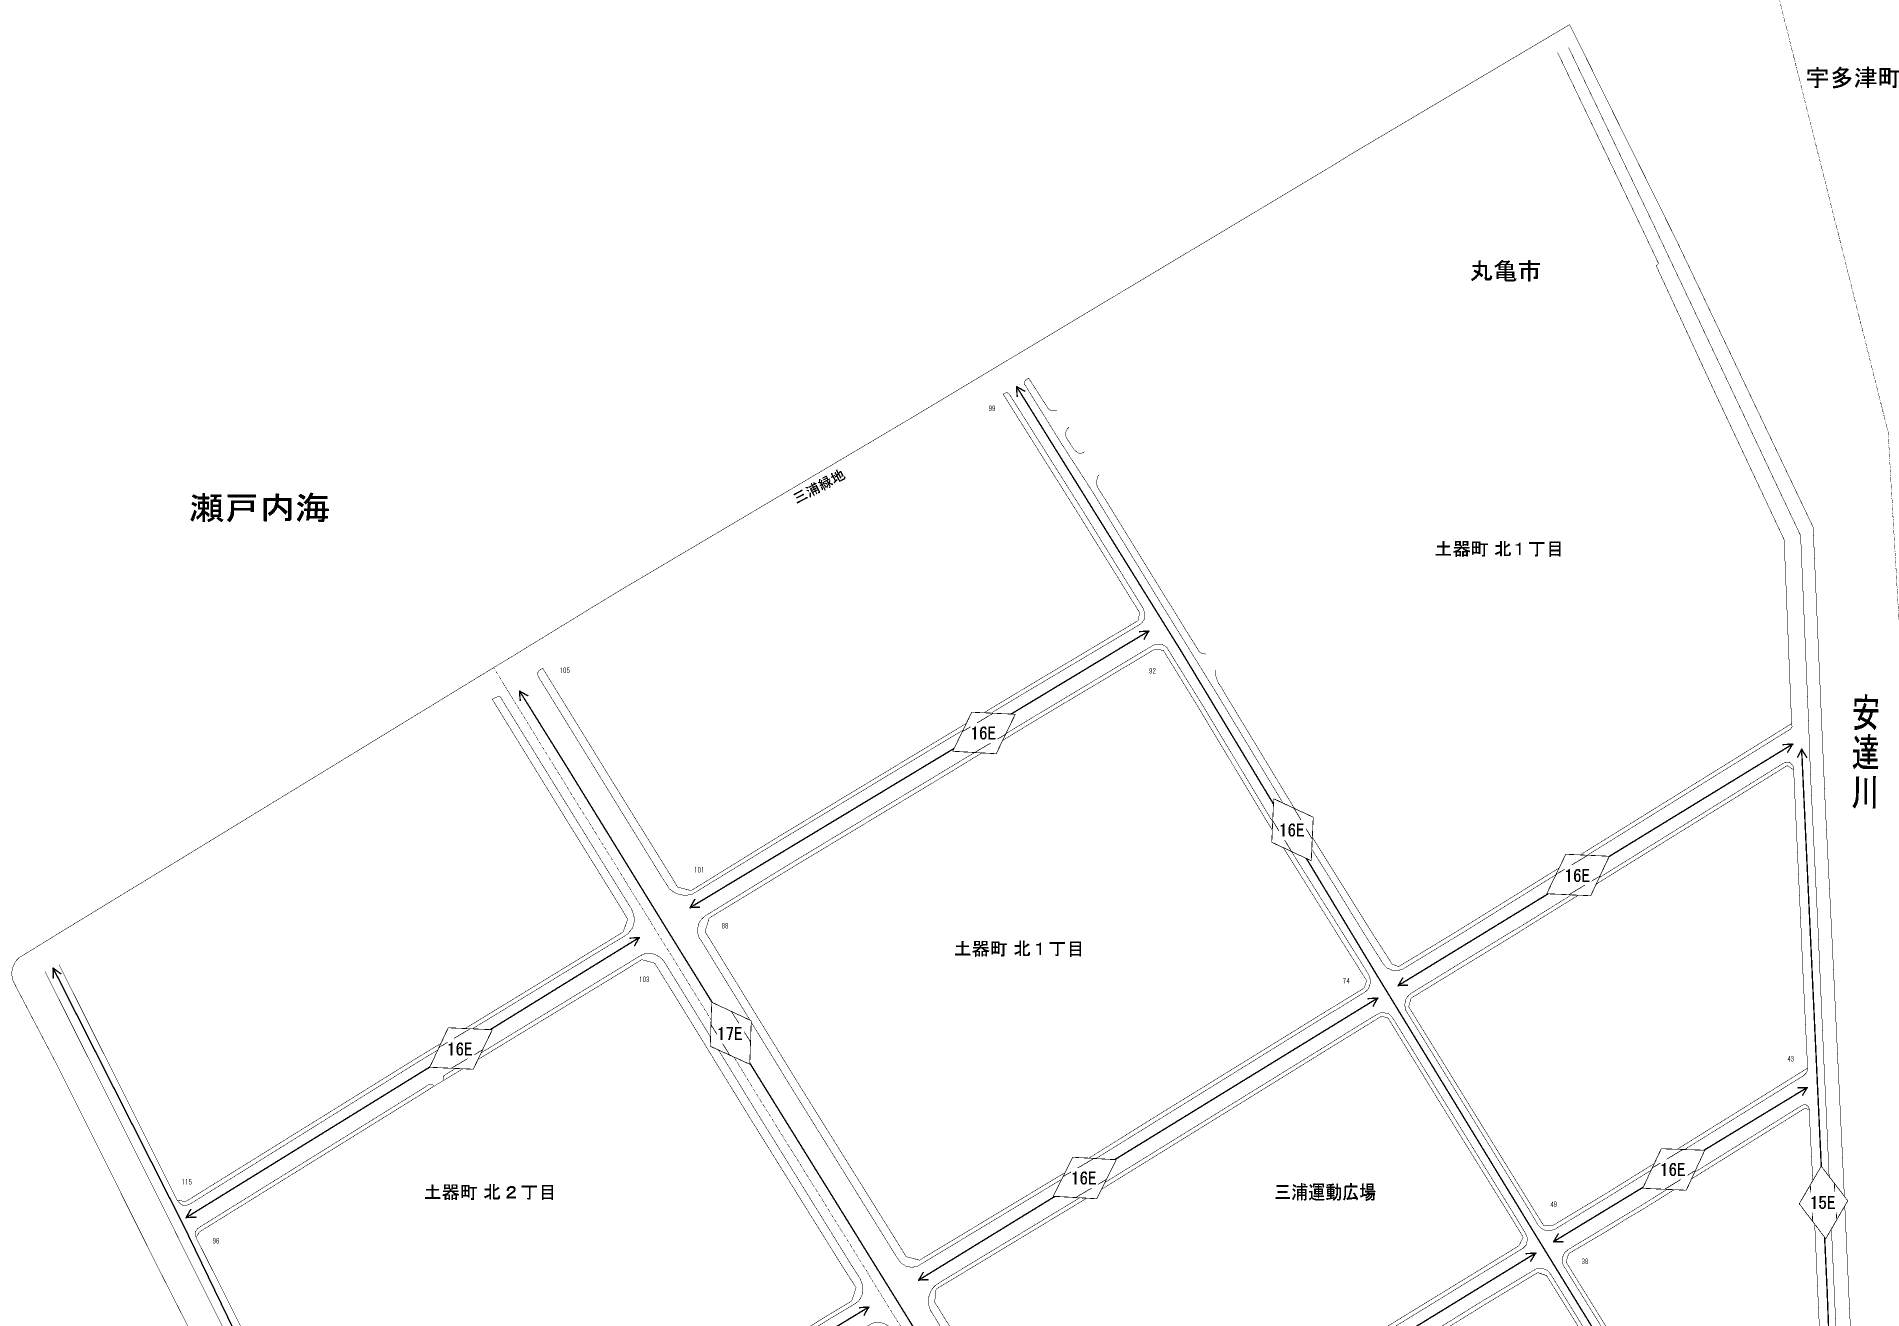 宇多津町
丸亀市
99
三浦緑地
瀬戸内海
土器町 北1丁目
105
92
16E
安達川
16E
101
16E
88
土器町 北1丁目
103
74
17E
16E
43
16E
16E
115
土器町 北2丁目
三浦運動広場
49
15E
96
38